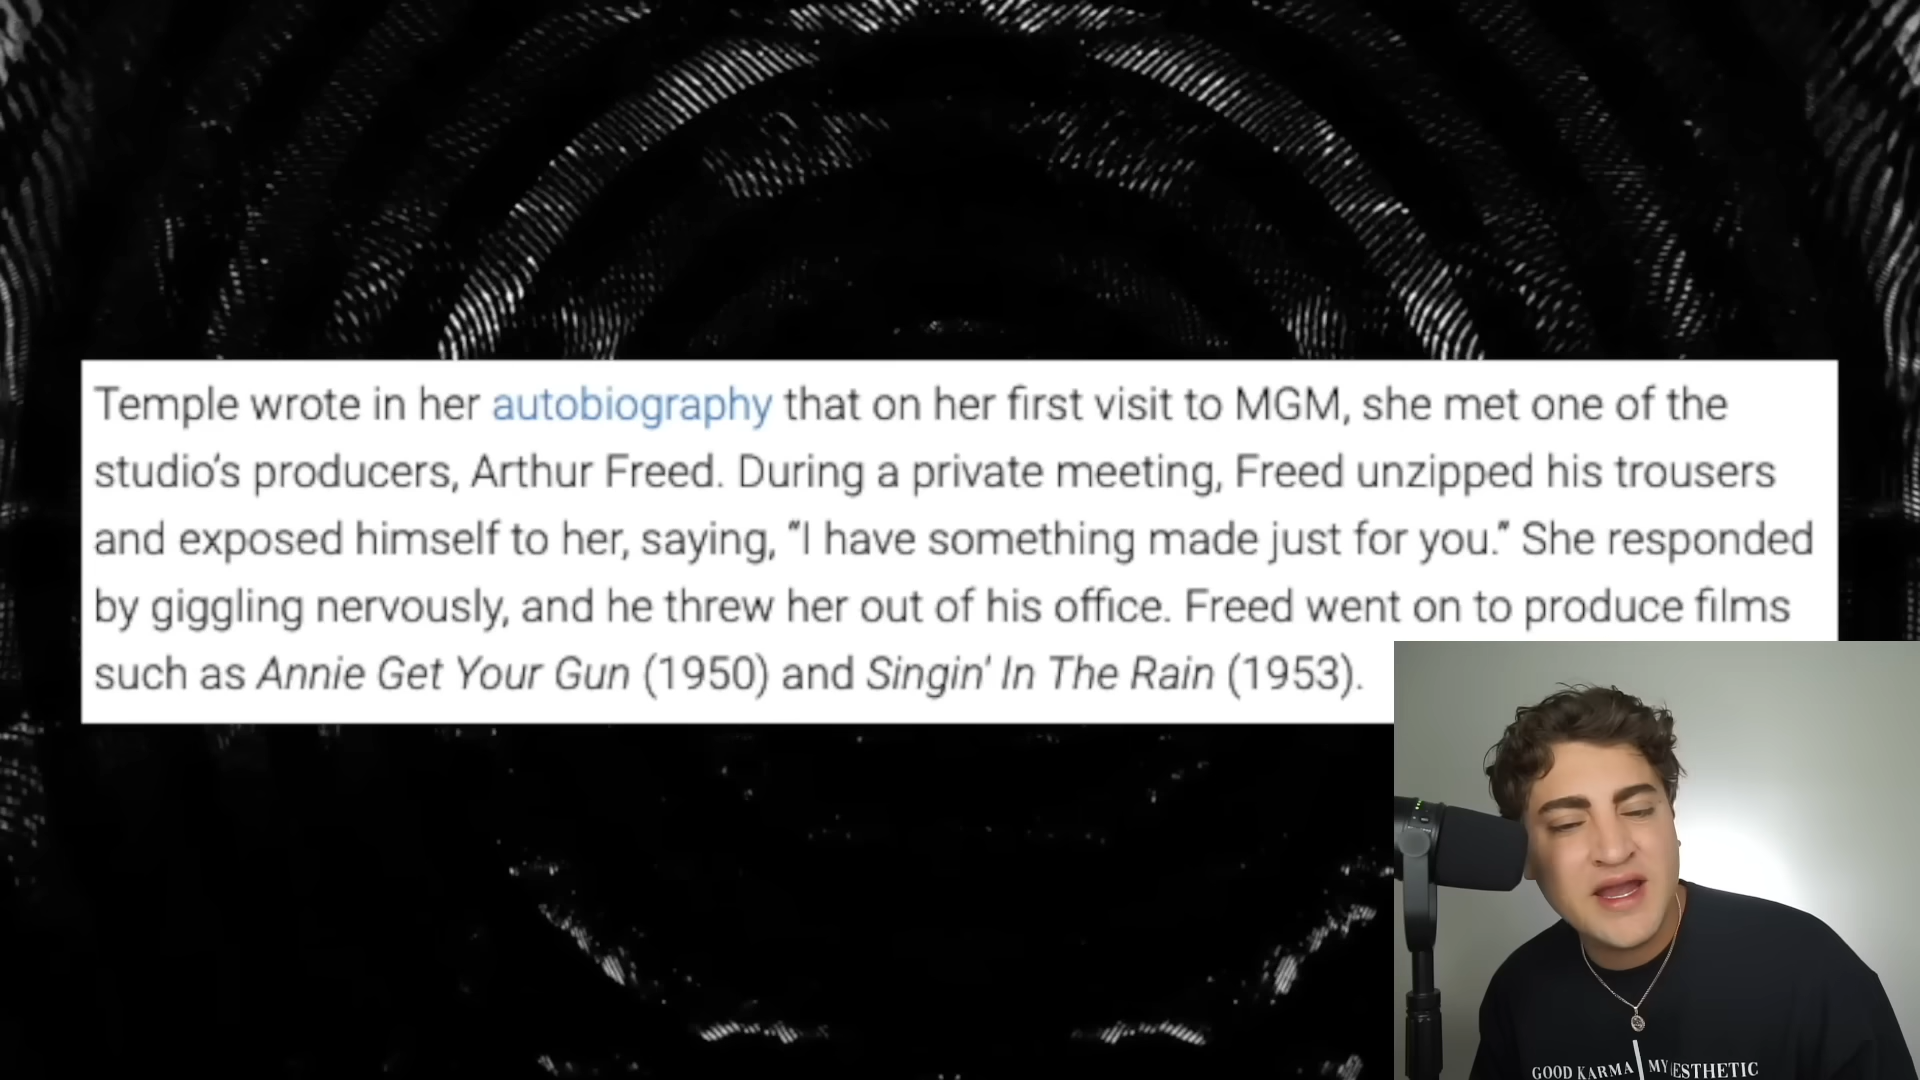 Temple wrote in her autobiography that on her first visit to MGM, she met one of the
studio's producers, Arthur Freed. During a private meeting, Freed unzipped his trousers
and exposed himself to her, saying, “I have something made just for you.” She responded
by giggling nervously, and he threw her out of his office. Freed went on to produce films
such as Annie Get Your Gun (1950) and Singin' In The Rain (1953).
GOOD KARMA MY AESTHETIC